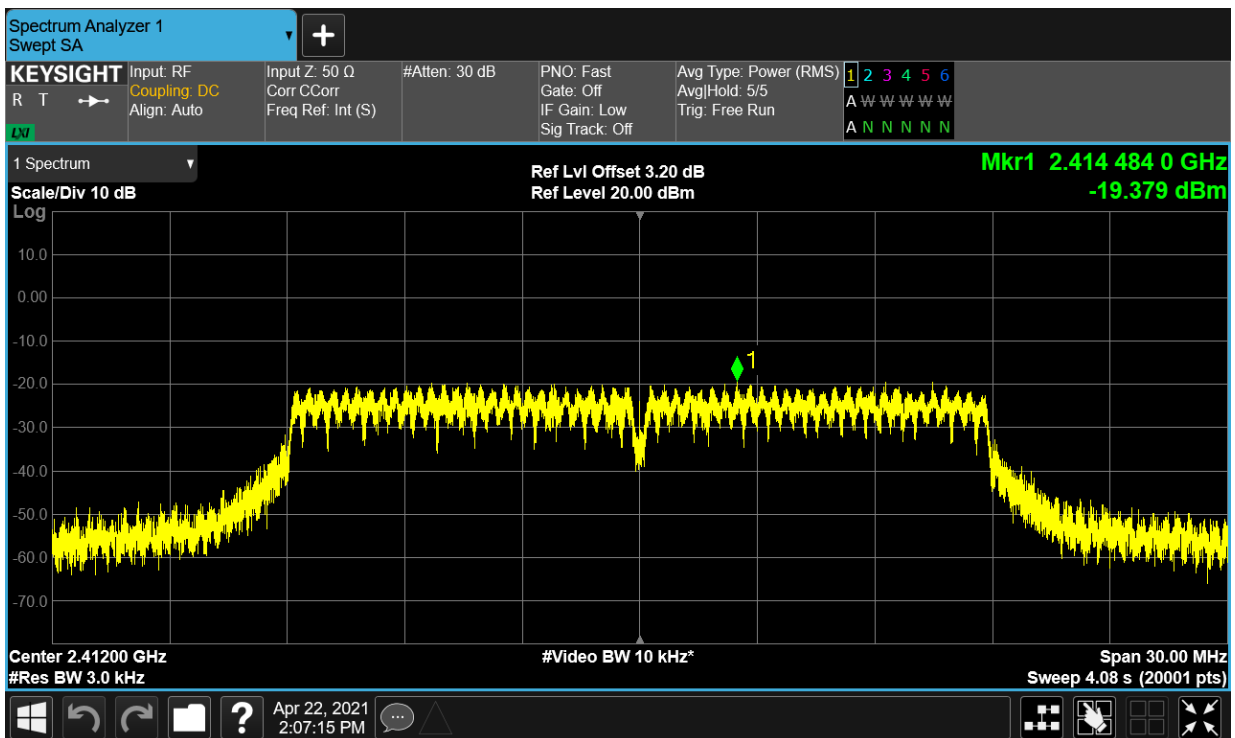 Spectrum Analyzer 1
Swept SA
▼
+
KEYSIGHT
R T
LXI
Input: RF
Coupling: DC
Align: Auto
Input Z: 50 Ω
Corr CCorr
Freq Ref: Int (S)
#Atten: 30 dB
PNO: Fast
Gate: Off
IF Gain: Low
Sig Track: Off
Avg Type: Power (RMS)
Avg|Hold: 5/5
Trig: Free Run
1 2 3 4 5 6
A W W W W W
A N N N N N
1 Spectrum ▼
Scale/Div 10 dB
Ref Lvl Offset 3.20 dB
Ref Level 20.00 dBm
Mkr1 2.414 484 0 GHz
-19.379 dBm
Log
10.0
0.00
-10.0
1
-20.0
-30.0
-40.0
-50.0
-60.0
-70.0
Center 2.41200 GHz
#Res BW 3.0 kHz
#Video BW 10 kHz*
Span 30.00 MHz
Sweep 4.08 s (20001 pts)
?
Apr 22, 2021
2:07:15 PM